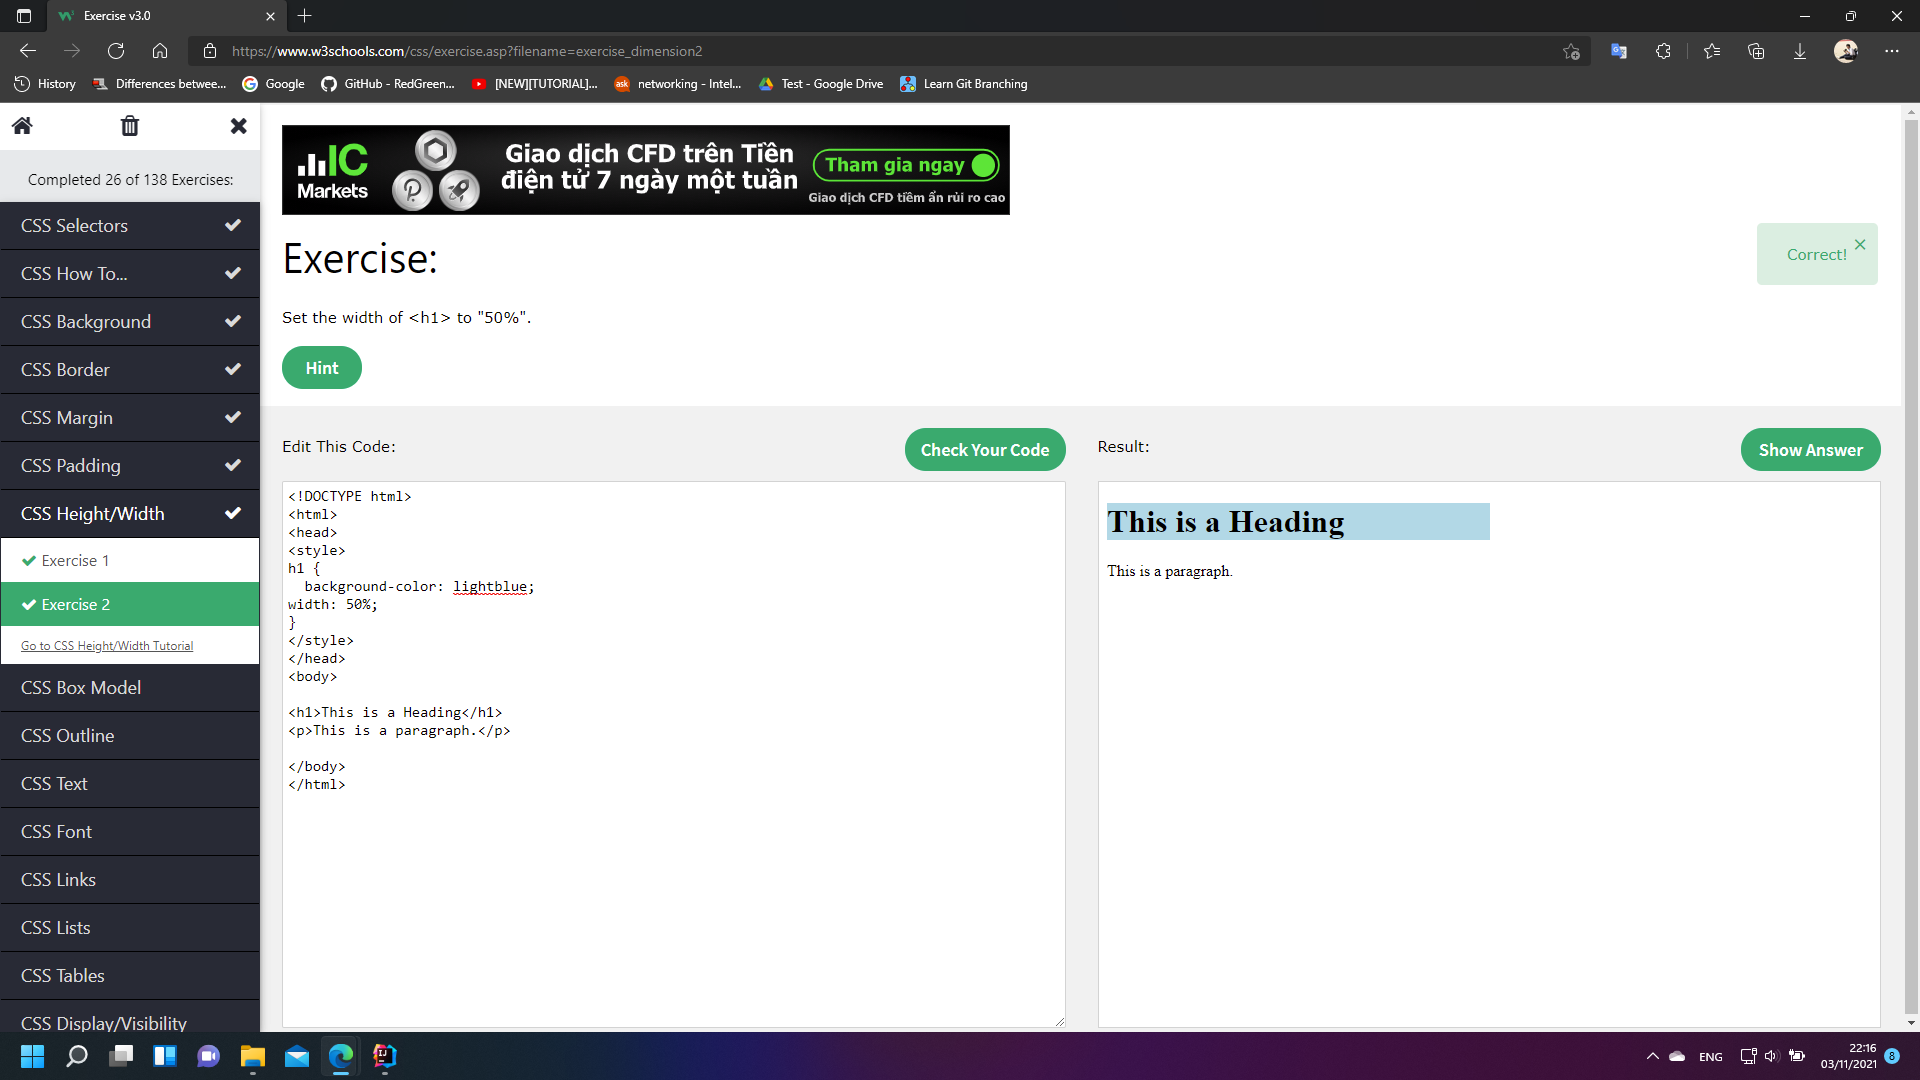 Exercise v3.0
https://www.w3schools.com/css/exercise.asp?filename=exercise_dimension2
History
Differences betwee...
Google
GitHub - RedGreen...
[NEW][TUTORIAL]...
ask
networking - Intel...
Test - Google Drive
Learn Git Branching
Completed 26 of 138 Exercises:
CSS Selectors
CSS How To...
CSS Background
CSS Border
CSS Margin
CSS Padding
CSS Height/Width
Exercise 1
Exercise 2
Go to CSS Height/Width Tutorial
CSS Box Model
CSS Outline
CSS Text
CSS Font
CSS Links
CSS Lists
CSS Tables
CSS Display/Visibility
IC Markets
Giao dịch CFD trên Tiền
điện tử 7 ngày một tuần
Tham gia ngay
Giao dịch CFD tiềm ẩn rủi ro cao
Exercise:
Correct!
Set the width of <h1> to "50%".
Hint
Edit This Code:
Check Your Code
<!DOCTYPE html>
<html>
<head>
<style>
h1 {
background-color: lightblue;
width: 50%;
}
</style>
</head>
<body>
<h1>This is a Heading</h1>
<p>This is a paragraph.</p>
</body>
</html>
Result:
Show Answer
This is a Heading
This is a paragraph.
ENG
22:16
03/11/2021
8